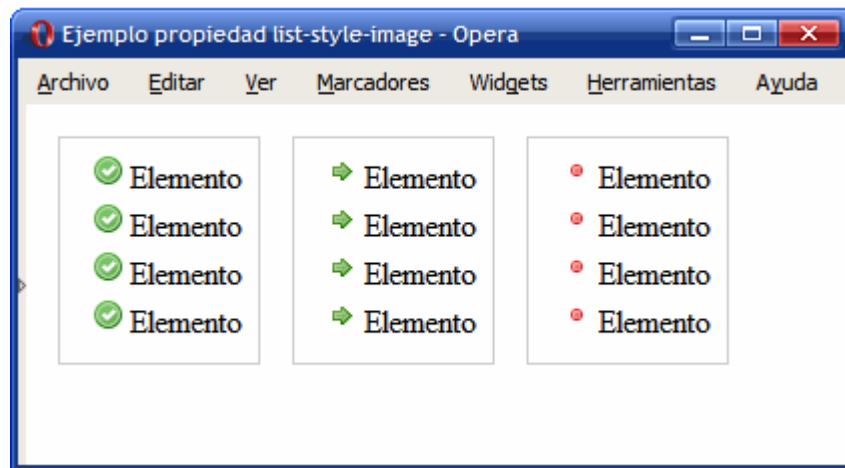 Ejemplo propiedad list-style-image - Opera
Archivo Editar Ver Marcadores Widgets Herramientas Ayuda
Elemento Elemento Elemento
Elemento Elemento Elemento
Elemento Elemento Elemento
Elemento Elemento Elemento